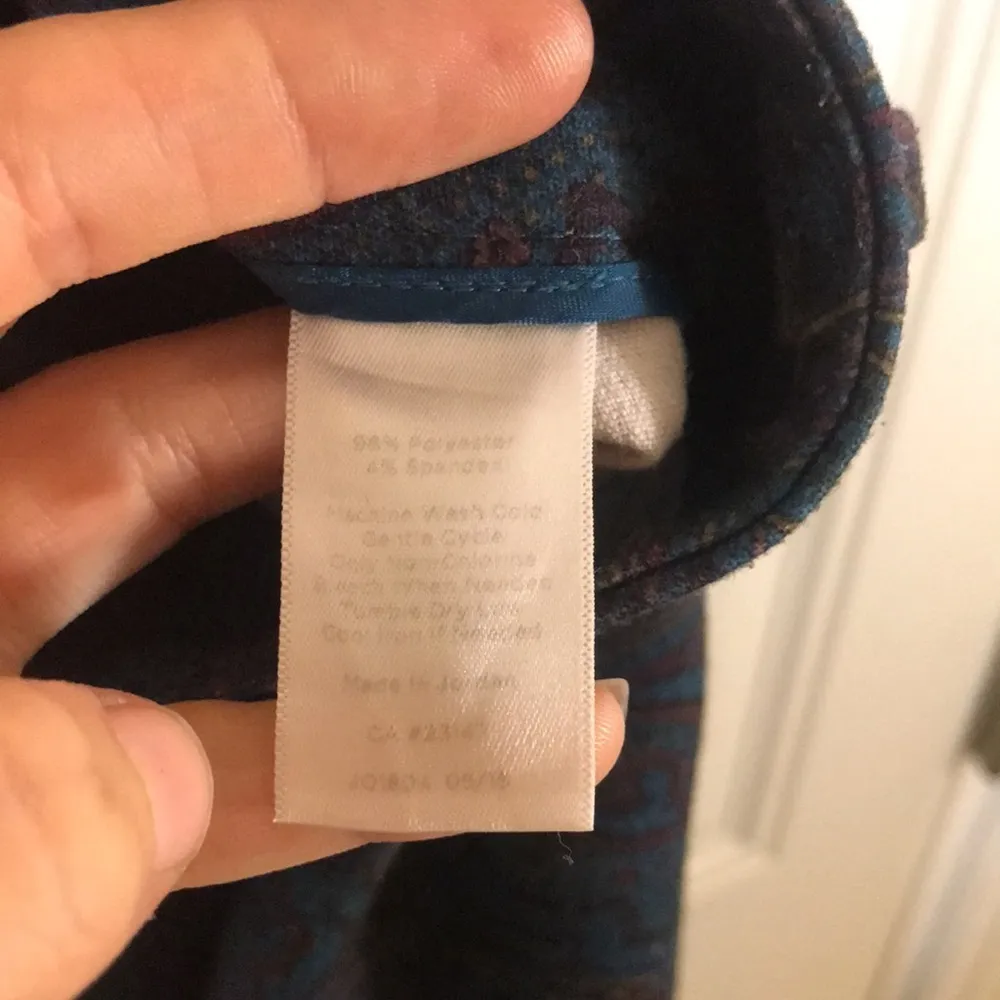 96% Polyester
4% Spandex
Machine Wash Cold
Gentle Cycle
Only Non-Chlorine
Bleach When Needed
Tumble Dry Low
Cool Iron If Needed
Made In Jordan
CA #23147